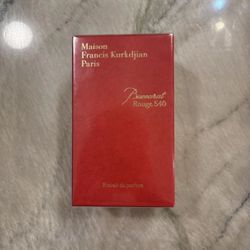 Maison
Francis Kurkdjian
Paris
Baccarat
Rouge 540
Extrait de parfum